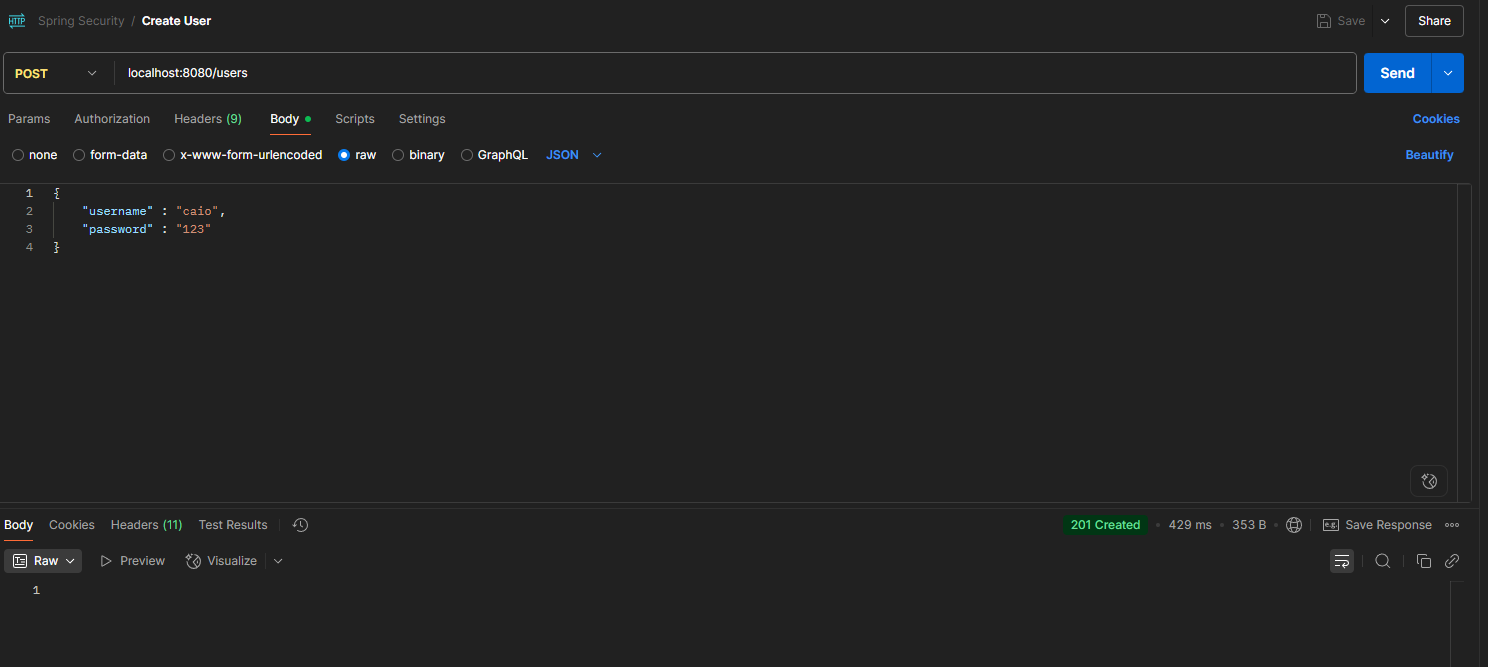 HTTP Spring Security / Create User Save Share
POST localhost:8080/users Send
Params Authorization Headers (9) Body Scripts Settings Cookies
none form-data x-www-form-urlencoded raw binary GraphQL JSON Beautify
1 {
2 "username" : "caio",
3 "password" : "123"
4 }
Body Cookies Headers (11) Test Results 201 Created • 429 ms • 353 B • e.g. Save Response
Raw Preview Visualize
1